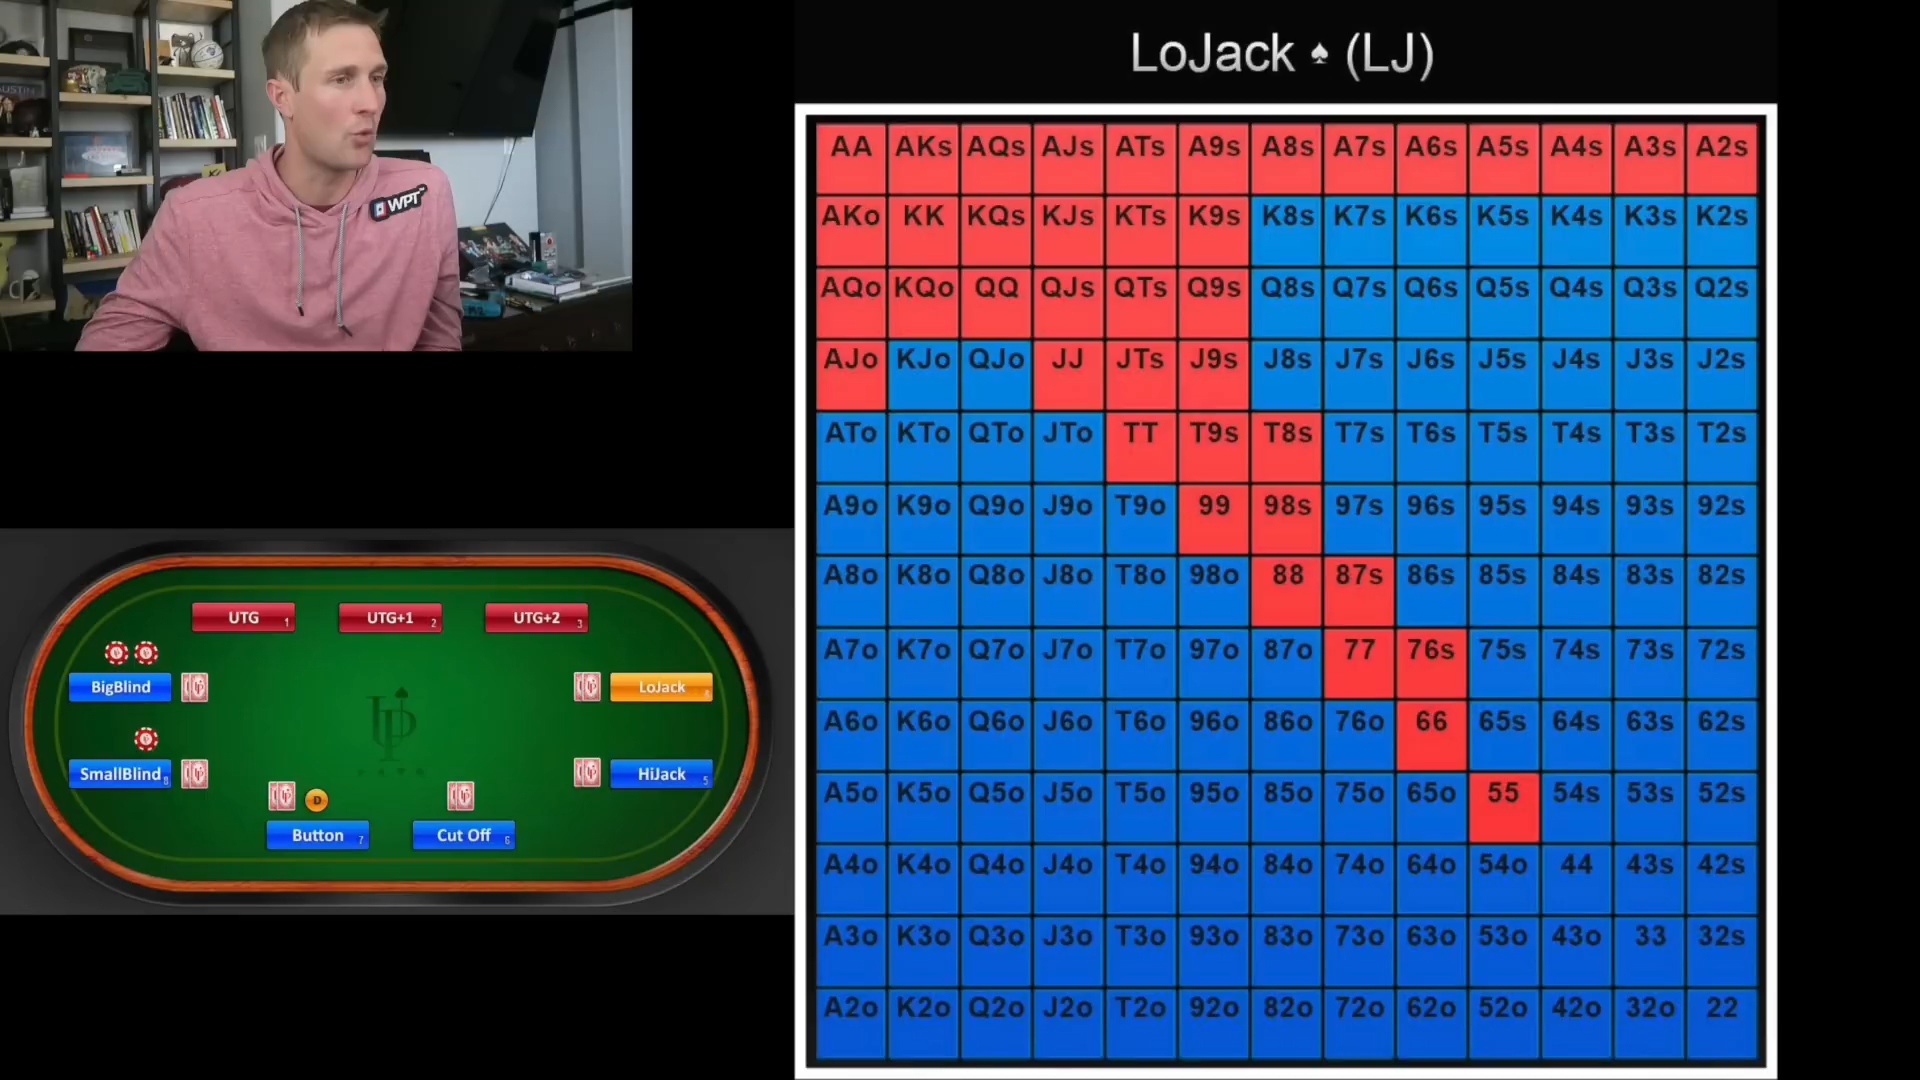 LoJack ♠ (LJ)
AUSTIN
WPT
AA AKs AQs AJs ATs A9s A8s A7s A6s A5s A4s A3s A2s
AKo KK KQs KJs KTs K9s K8s K7s K6s K5s K4s K3s K2s
AQo KQo QQ QJs QTs Q9s Q8s Q7s Q6s Q5s Q4s Q3s Q2s
AJo KJo QJo JJ JTs J9s J8s J7s J6s J5s J4s J3s J2s
ATo KTo QTo JTo TT T9s T8s T7s T6s T5s T4s T3s T2s
A9o K9o Q9o J9o T9o 99 98s 97s 96s 95s 94s 93s 92s
A8o K8o Q8o J8o T8o 98o 88 87s 86s 85s 84s 83s 82s
A7o K7o Q7o J7o T7o 97o 87o 77 76s 75s 74s 73s 72s
A6o K6o Q6o J6o T6o 96o 86o 76o 66 65s 64s 63s 62s
A5o K5o Q5o J5o T5o 95o 85o 75o 65o 55 54s 53s 52s
A4o K4o Q4o J4o T4o 94o 84o 74o 64o 54o 44 43s 42s
A3o K3o Q3o J3o T3o 93o 83o 73o 63o 53o 43o 33 32s
A2o K2o Q2o J2o T2o 92o 82o 72o 62o 52o 42o 32o 22
UTG 1
UTG+1 2
UTG+2 3
BigBlind
LoJack 4
SmallBlind 8
HiJack 5
D
Button 7
Cut Off 6